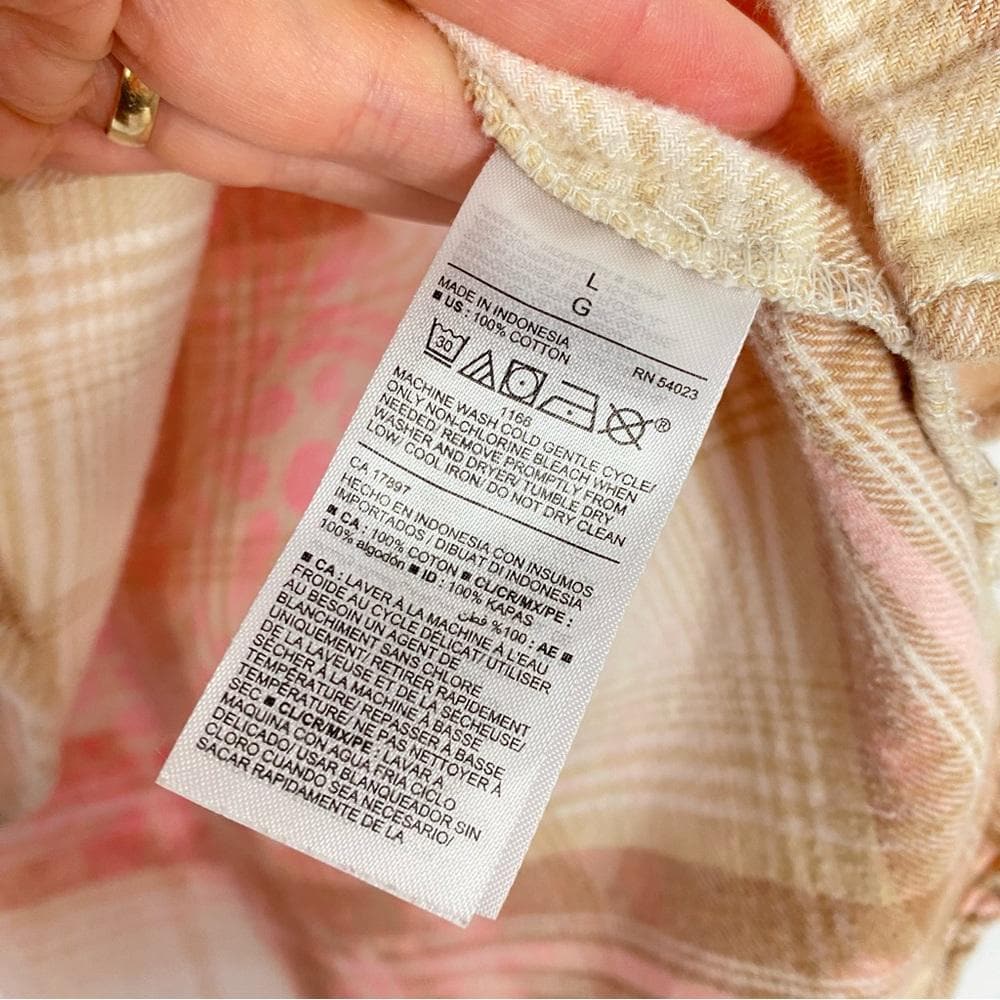 L
G
MADE IN INDONESIA
■ US : 100% COTTON
RN 54023
30
®
1166
MACHINE WASH COLD GENTLE CYCLE/
ONLY NON-CHLORINE BLEACH WHEN
NEEDED/ REMOVE PROMPTLY FROM
WASHER AND DRYER/ TUMBLE DRY
LOW/ COOL IRON/ DO NOT DRY CLEAN
CA 17897
HECHO EN INDONESIA CON INSUMOS
IMPORTADOS / DIBUAT DI INDONESIA
■ CA : 100% COTON ■ CL/CR/MX/PE :
100% algodón ■ ID : 100% KAPAS
■ AE : 100% قطن
■ CA : LAVER À LA MACHINE À L'EAU
FROIDE AU CYCLE DÉLICAT/ UTILISER
AU BESOIN UN AGENT DE
BLANCHIMENT SANS CHLORE
UNIQUEMENT/ RETIRER RAPIDEMENT
DE LA LAVEUSE ET DE LA SÉCHEUSE/
SÉCHER À LA MACHINE À BASSE
TEMPÉRATURE/ REPASSER À BASSE
TEMPÉRATURE/ NE PAS NETTOYER À
SEC ■ CL/CR/MX/PE : LAVAR A
MAQUINA CON AGUA FRIA CICLO
DELICADO/ USAR BLANQUEADOR SIN
CLORO CUANDO SEA NECESARIO/
SACAR RAPIDAMENTE DE LA